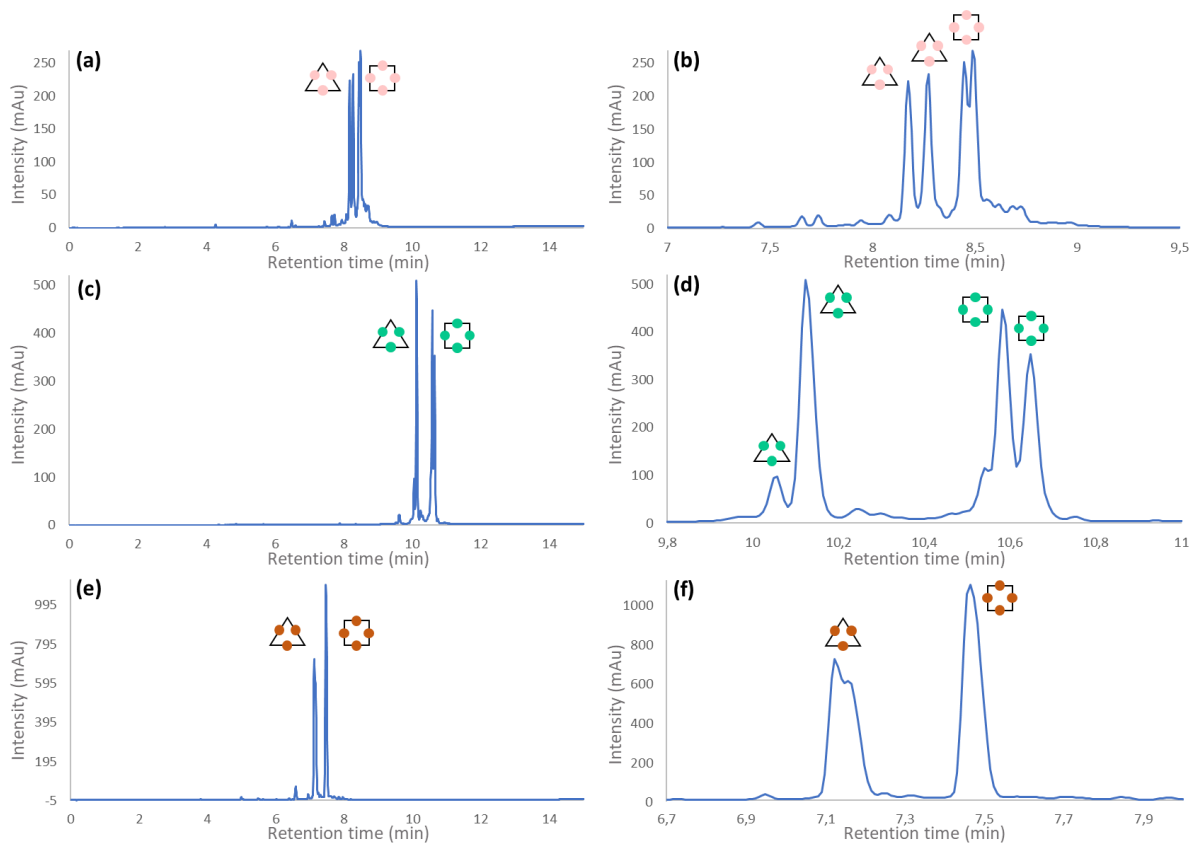 (a)
Intensity (mAu)
250
200
150
100
50
0
0 2 4 6 8 10 12 14
Retention time (min)
(b)
Intensity (mAu)
250
200
150
100
50
0
7 7,5 8 8,5 9 9,5
Retention time (min)
(c)
Intensity (mAu)
500
400
300
200
100
0
0 2 4 6 8 10 12 14
Retention time (min)
(d)
Intensity (mAu)
500
400
300
200
100
0
9,8 10 10,2 10,4 10,6 10,8 11
Retention time (min)
(e)
Intensity (mAu)
995
795
595
395
195
-5
0 2 4 6 8 10 12 14
Retention time (min)
(f)
Intensity (mAu)
1000
800
600
400
200
0
6,7 6,9 7,1 7,3 7,5 7,7 7,9
Retention time (min)